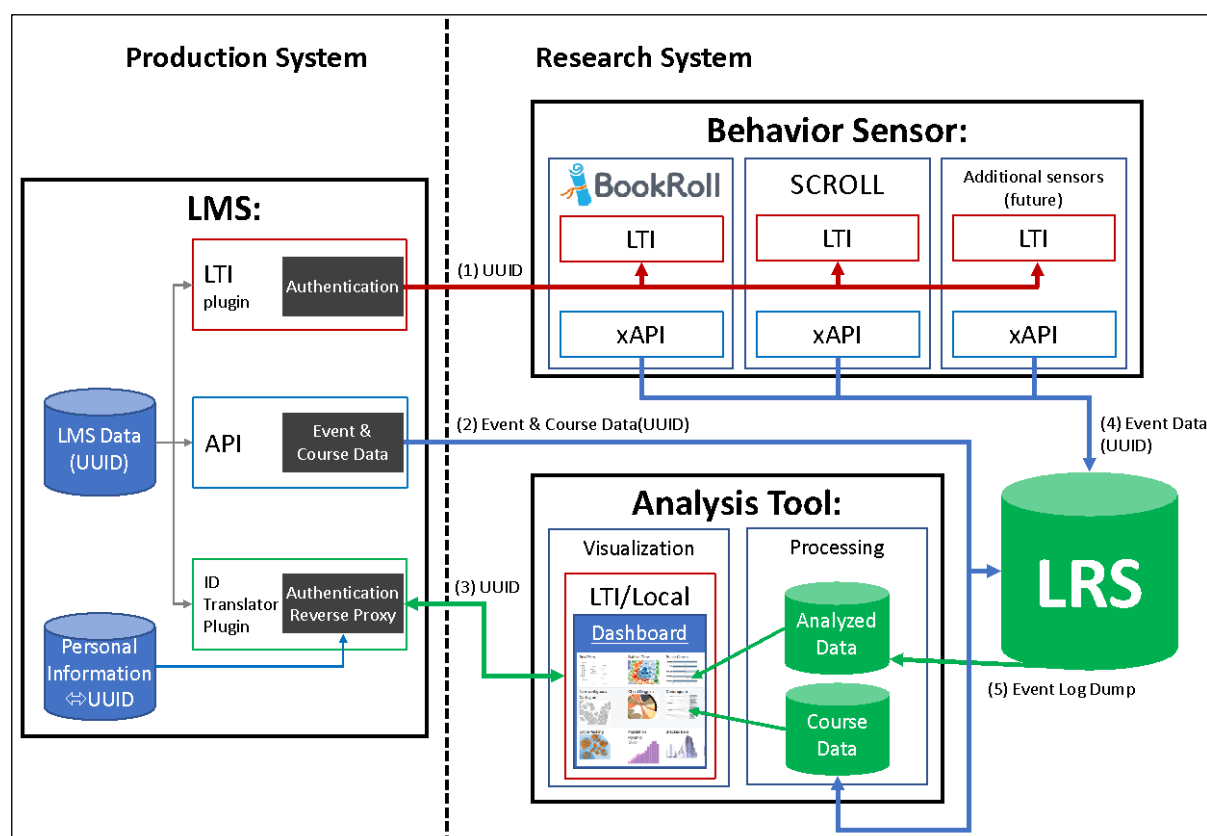 Production System
Research System
Behavior Sensor:
BookRoll
SCROLL
Additional sensors
(future)
LTI
LTI
LTI
xAPI
xAPI
xAPI
LMS:
LTI
plugin
Authentication
(1) UUID
LMS Data
(UUID)
API
Event &
Course Data
(2) Event & Course Data(UUID)
(4) Event Data
(UUID)
ID
Translator
Plugin
Authentication
Reverse Proxy
(3) UUID
Personal
Information
⇔UUID
Analysis Tool:
Visualization
Processing
LTI/Local
Dashboard
Analyzed
Data
Course
Data
LRS
(5) Event Log Dump